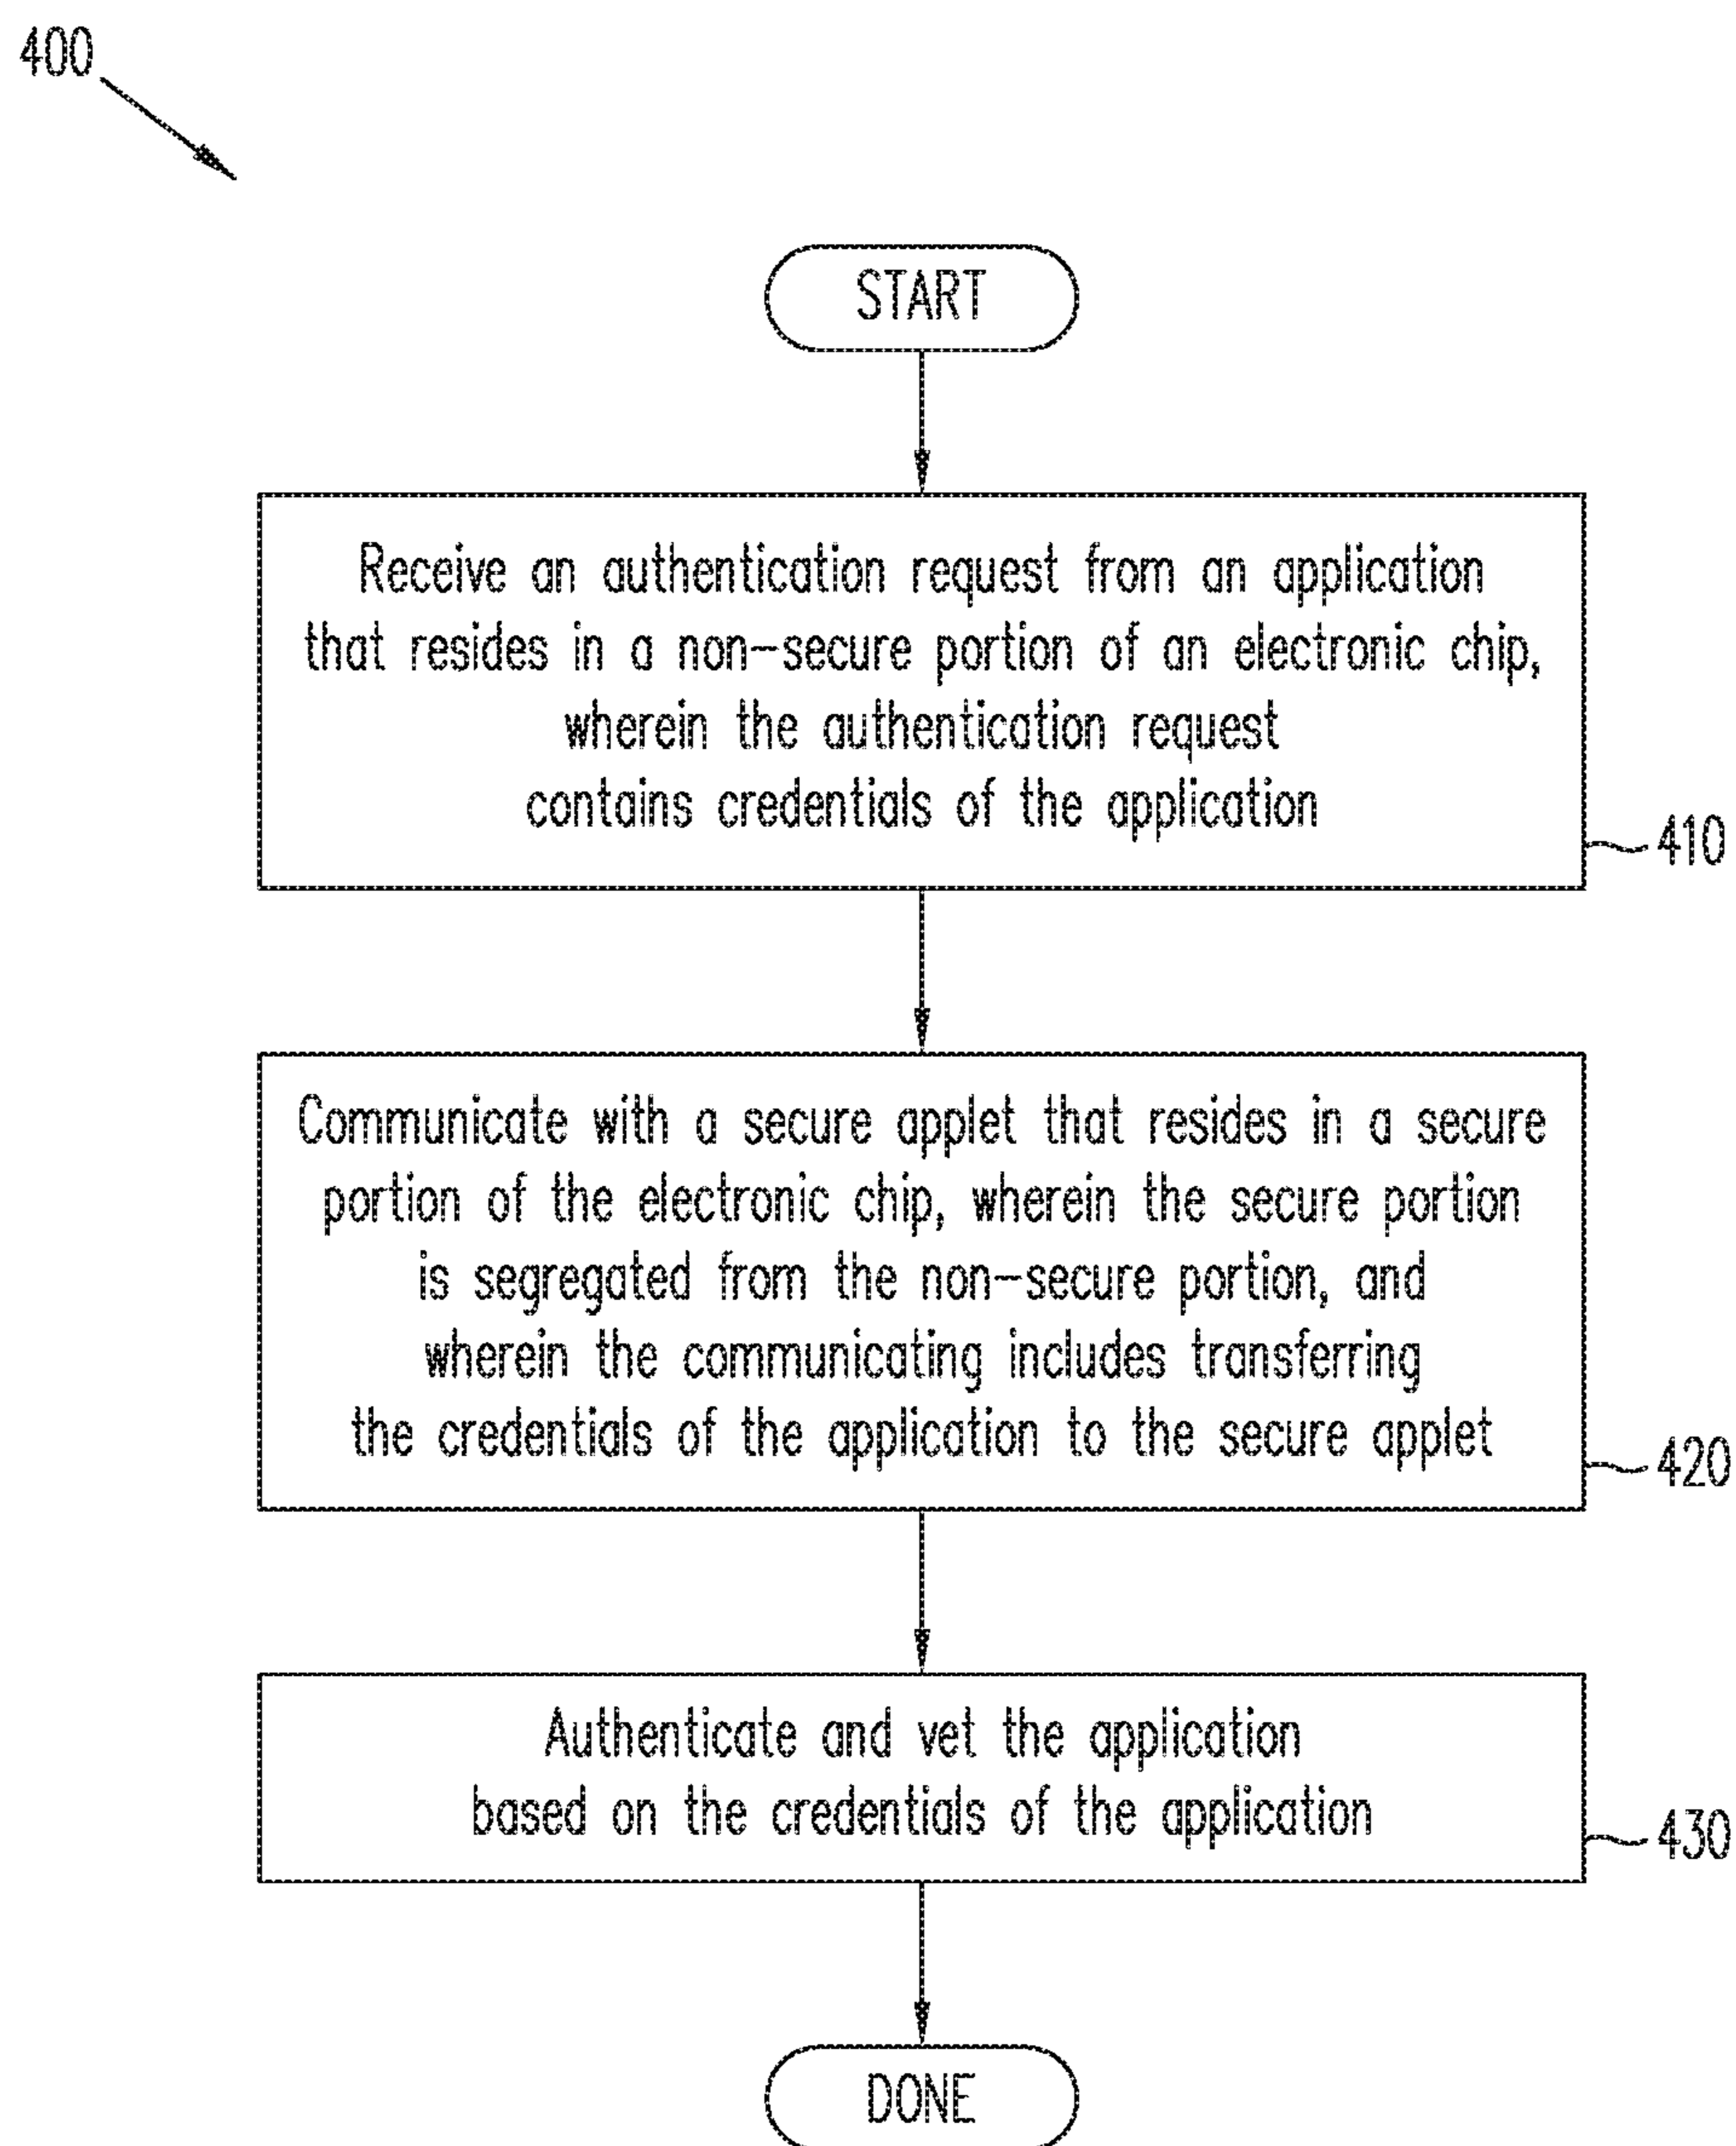 400
START
Receive an authentication request from an application
that resides in a non-secure portion of an electronic chip,
wherein the authentication request
contains credentials of the application
410
Communicate with a secure applet that resides in a secure
portion of the electronic chip, wherein the secure portion
is segregated from the non-secure portion, and
wherein the communicating includes transferring
the credentials of the application to the secure applet
420
Authenticate and vet the application
based on the credentials of the application
430
DONE